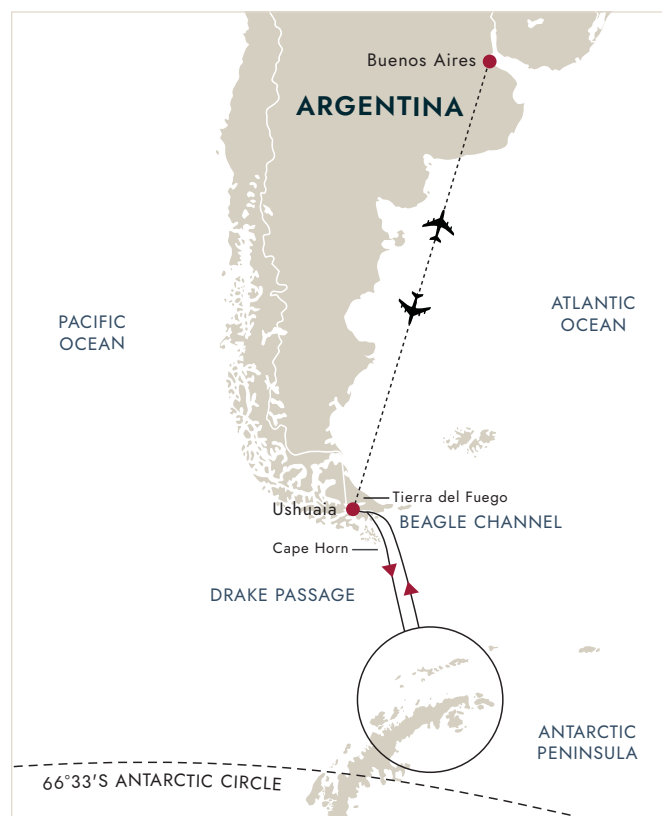 Buenos Aires
ARGENTINA
ATLANTIC
OCEAN
PACIFIC
OCEAN
Tierra del Fuego
Ushuaia
BEAGLE CHANNEL
Cape Horn
DRAKE PASSAGE
ANTARCTIC
PENINSULA
66°33'S ANTARCTIC CIRCLE